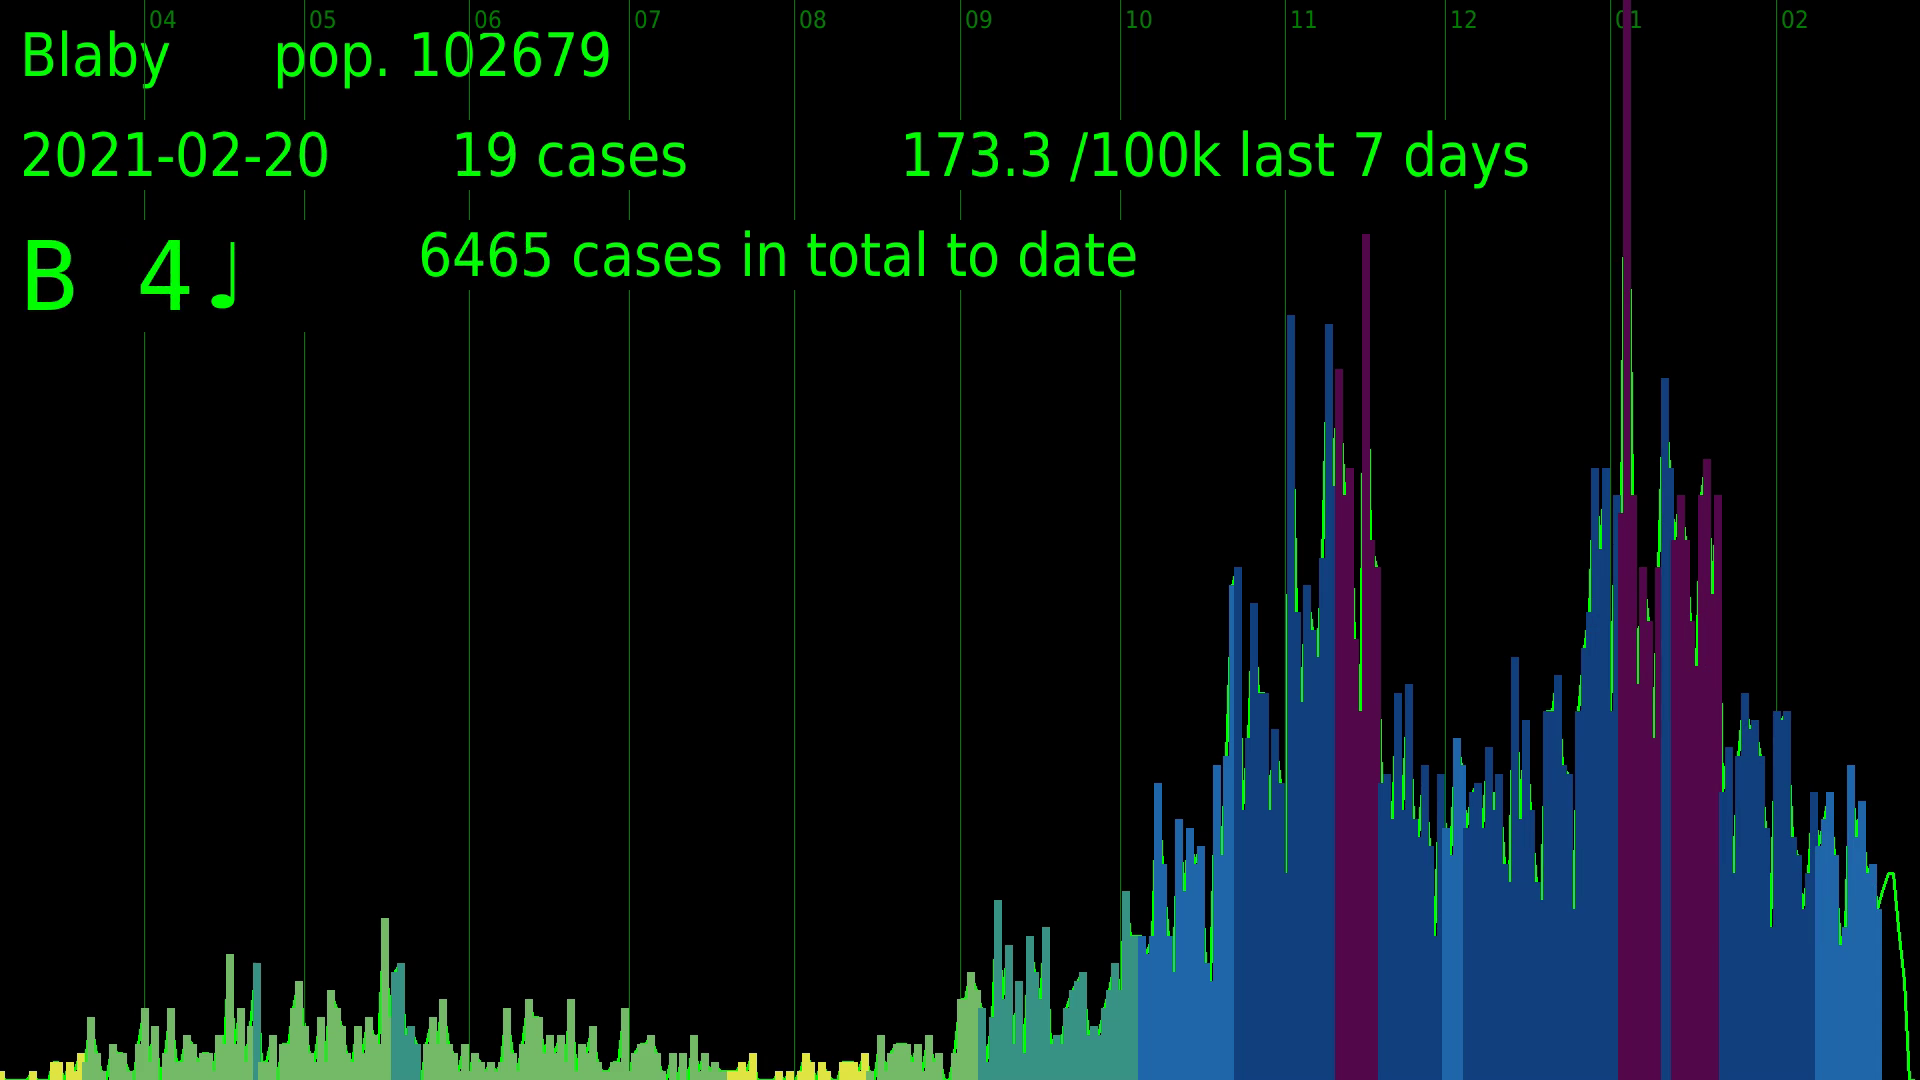 04 05 06 07 08 09 10 11 12 01 02
Blaby pop. 102679
2021-02-20 19 cases 173.3 /100k last 7 days
B 4♩ 6465 cases in total to date